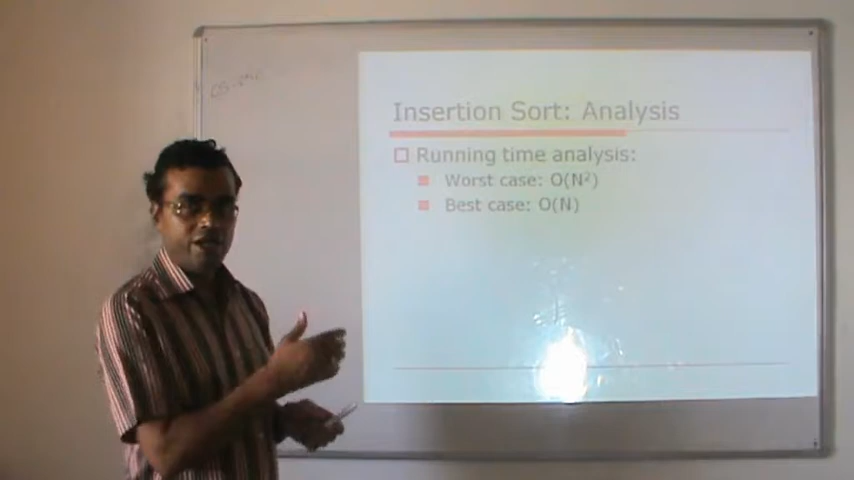 Insertion Sort: Analysis
Running time analysis:
Worst case: O(N²)
Best case: O(N)